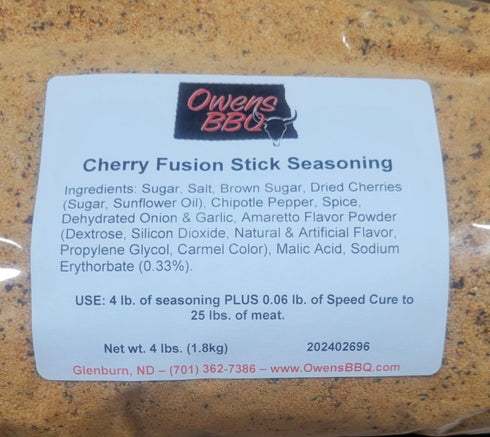 Owens
BBQ
Cherry Fusion Stick Seasoning
Ingredients: Sugar, Salt, Brown Sugar, Dried Cherries
(Sugar, Sunflower Oil), Chipotle Pepper, Spice,
Dehydrated Onion & Garlic, Amaretto Flavor Powder
(Dextrose, Silicon Dioxide, Natural & Artificial Flavor,
Propylene Glycol, Carmel Color), Malic Acid, Sodium
Erythorbate (0.33%).
USE: 4 lb. of seasoning PLUS 0.06 lb. of Speed Cure to
25 lbs. of meat.
Net wt. 4 lbs. (1.8kg) 202402696
Glenburn, ND – (701) 362-7386 – www.OwensBBQ.com